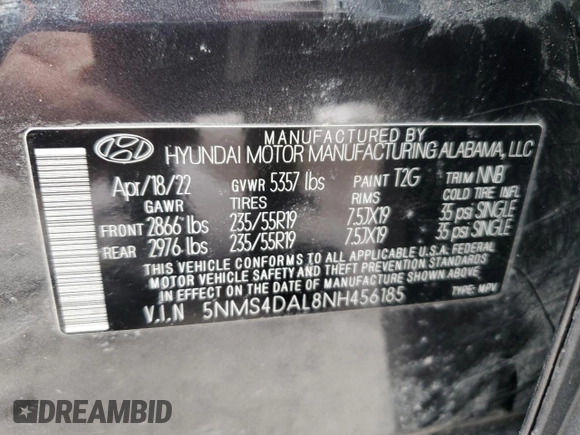 MANUFACTURED BY
HYUNDAI MOTOR MANUFACTURING ALABAMA, LLC
Apr/18/22 GVWR 5357 lbs PAINT T2G TRIM NNB
GAWR TIRES RIMS COLD TIRE INFL
FRONT 2866 lbs 235/55R19 7.5JX19 35 psi SINGLE
REAR 2976 lbs 235/55R19 7.5JX19 35 psi SINGLE
THIS VEHICLE CONFORMS TO ALL APPLICABLE U.S.A. FEDERAL
MOTOR VEHICLE SAFETY AND THEFT PREVENTION STANDARDS
IN EFFECT ON THE DATE OF MANUFACTURE SHOWN ABOVE.
V.I.N 5NMS4DAL8NH456185 TYPE: MPV
DREAMBID